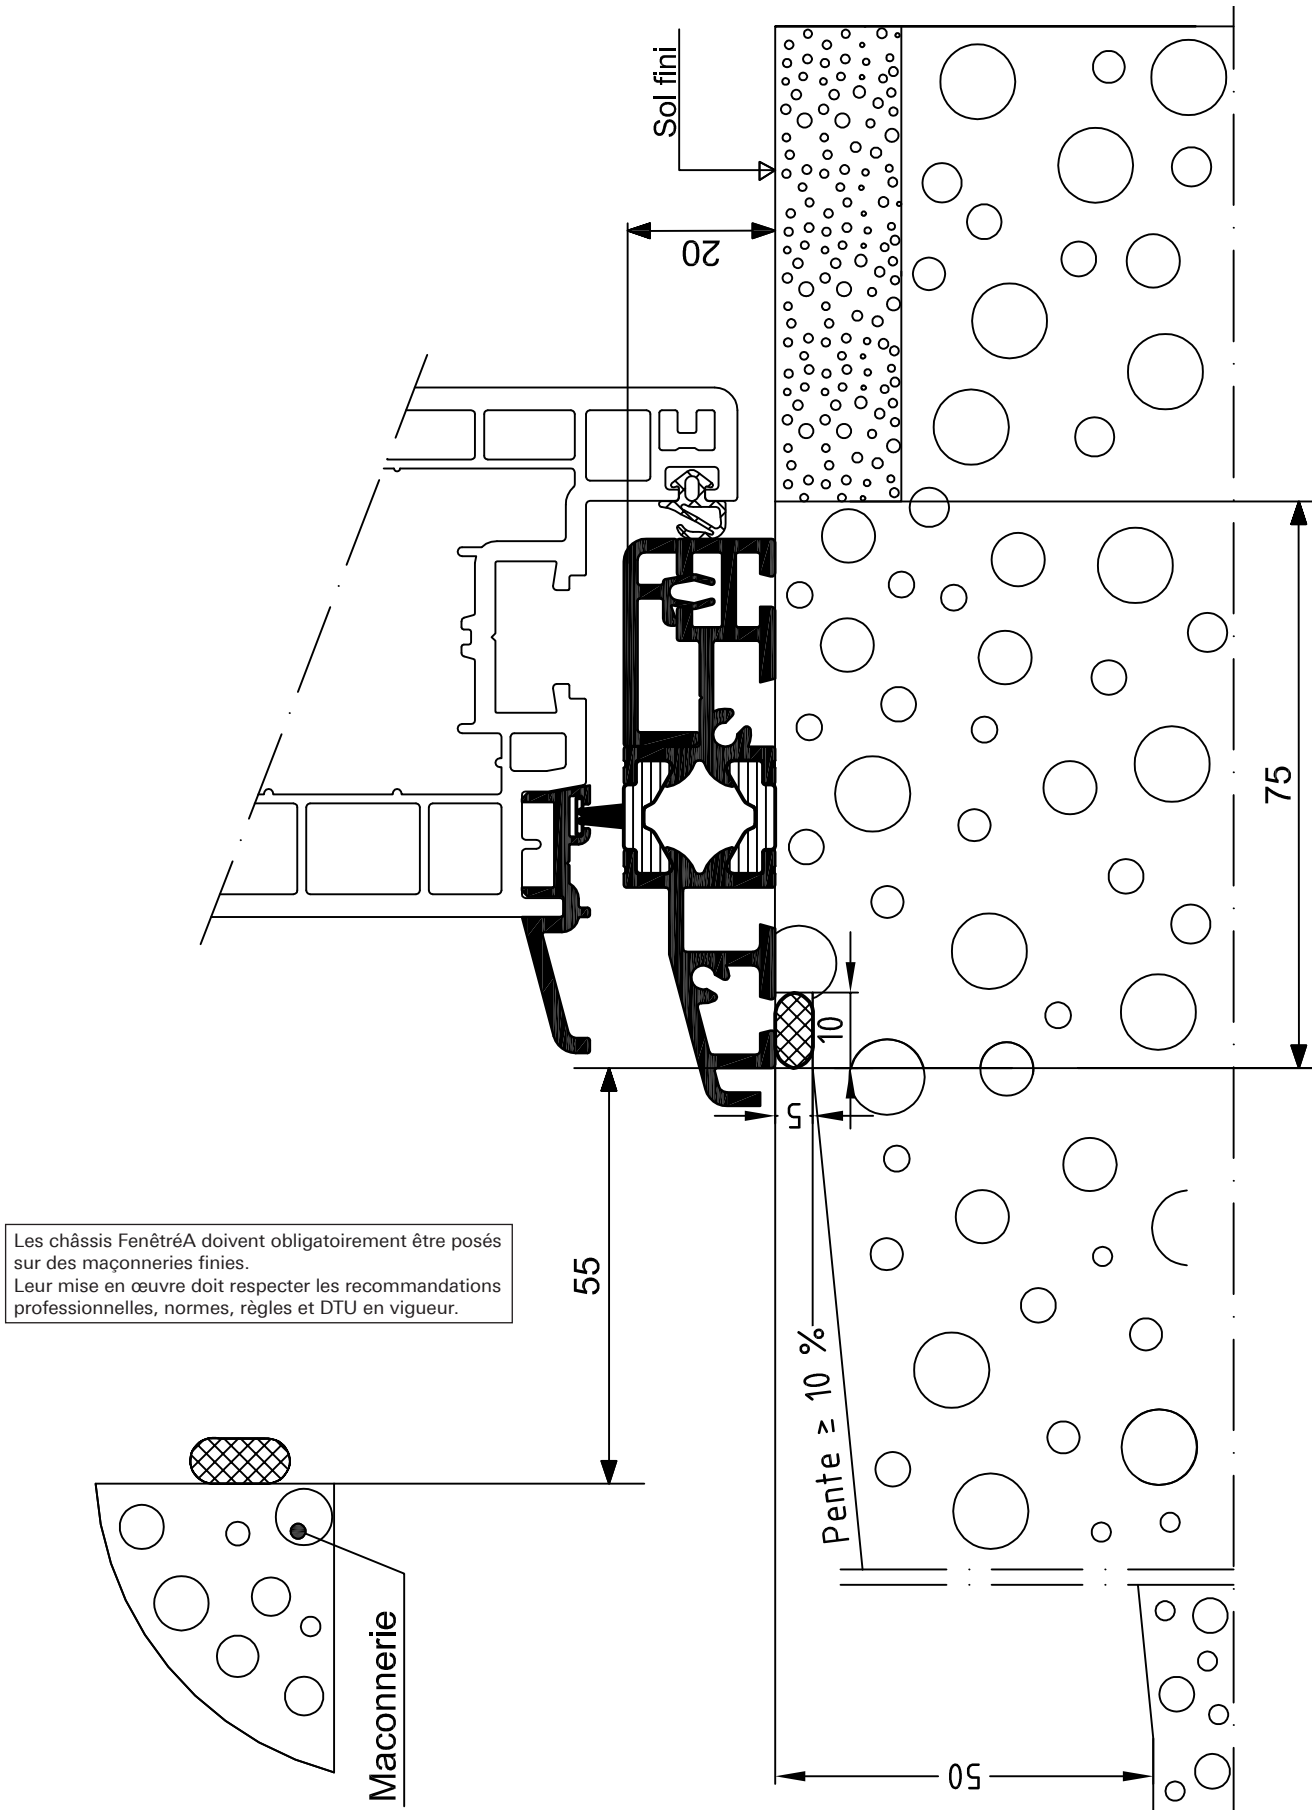 Sol fini
20
75
10
5
55
Les châssis FenêtréA doivent obligatoirement être posés
sur des maçonneries finies.
Leur mise en œuvre doit respecter les recommandations
professionnelles, normes, règles et DTU en vigueur.
Pente ≥ 10 %
Maconnerie
50